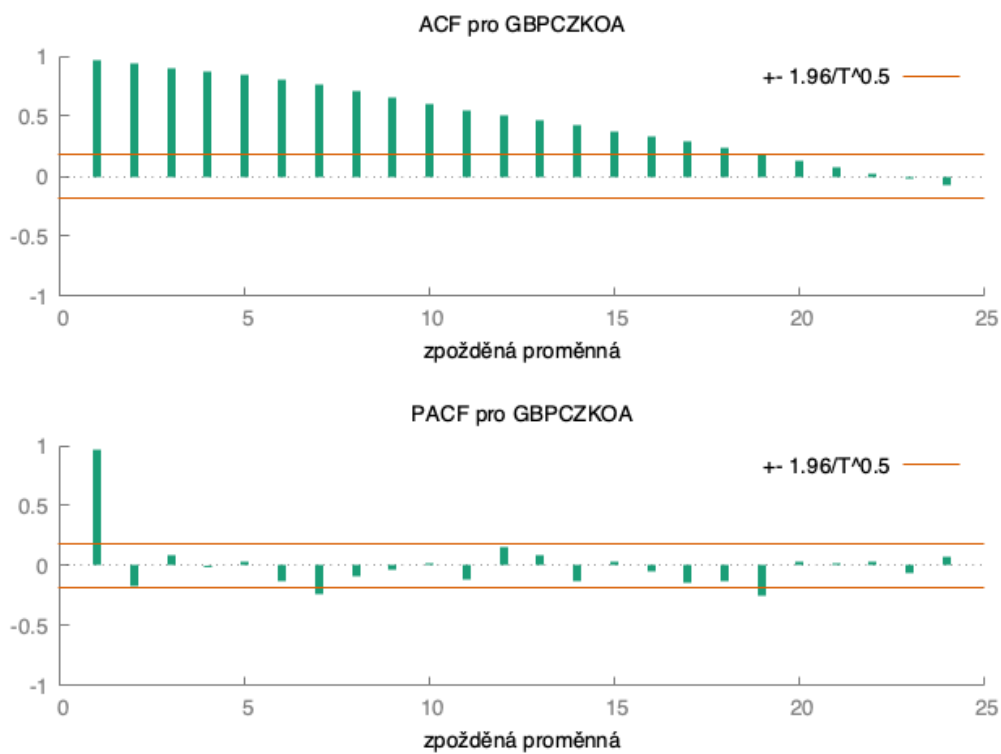 ACF pro GBPCZKOA
+- 1.96/T^0.5
1
0.5
0
-0.5
-1
0 5 10 15 20 25
zpožděná proměnná
PACF pro GBPCZKOA
+- 1.96/T^0.5
1
0.5
0
-0.5
-1
0 5 10 15 20 25
zpožděná proměnná